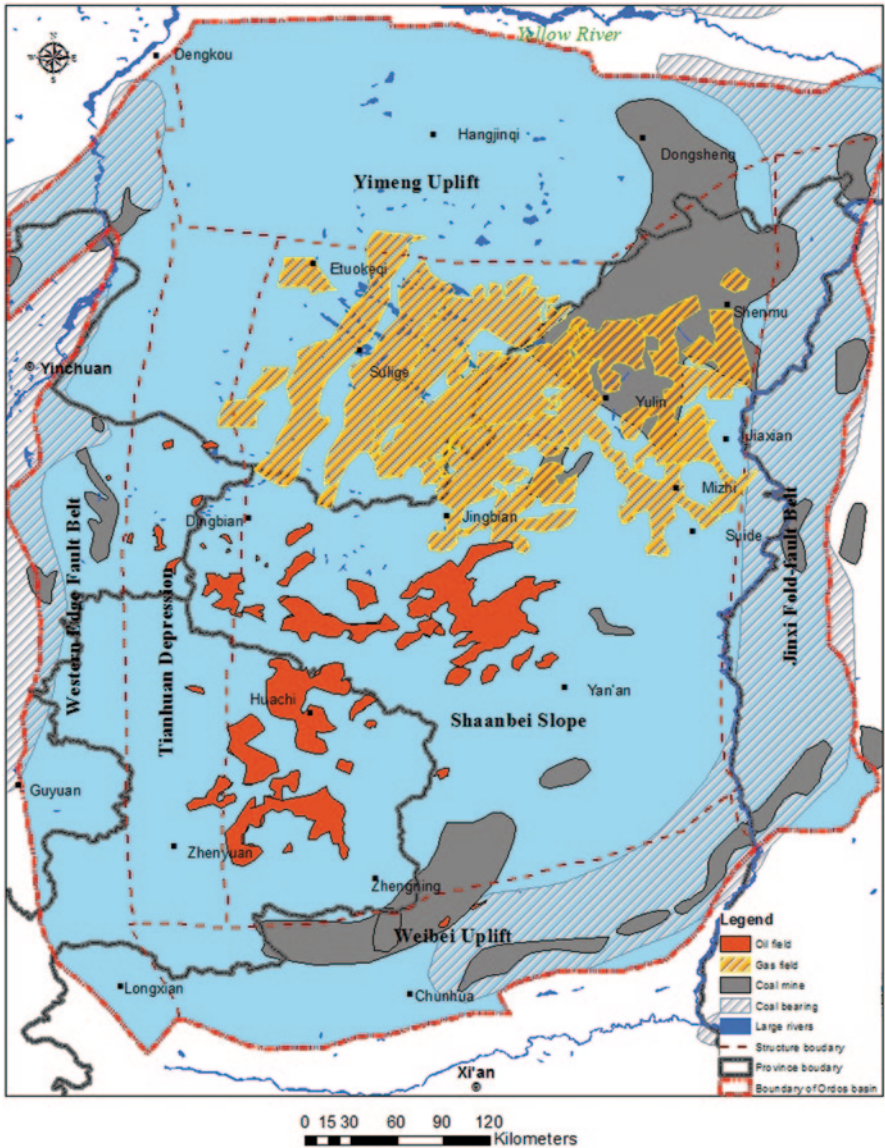 Yellow River
N
W
E
S
Dengkou
Hangjinqi
Dongsheng
Yimeng Uplift
Etuokeqi
Shenmu
Sulige
Yinchuan
Yulin
Jiaxian
Mizhi
Dingbian
Jingbian
Suide
Western Edge Fault Belt
Tianhuan Depression
Jinxi Fold-fault Belt
Yan'an
Huachi
Shaanbei Slope
Guyuan
Zhenyuan
Zhengning
Weibei Uplift
Longxian
Chunhua
Xi'an
Legend
Oil field
Gas field
Coal mine
Coal bearing
Large rivers
Structure boudary
Province boudary
Boundary of Ordos basin
0 15 30 60 90 120
Kilometers